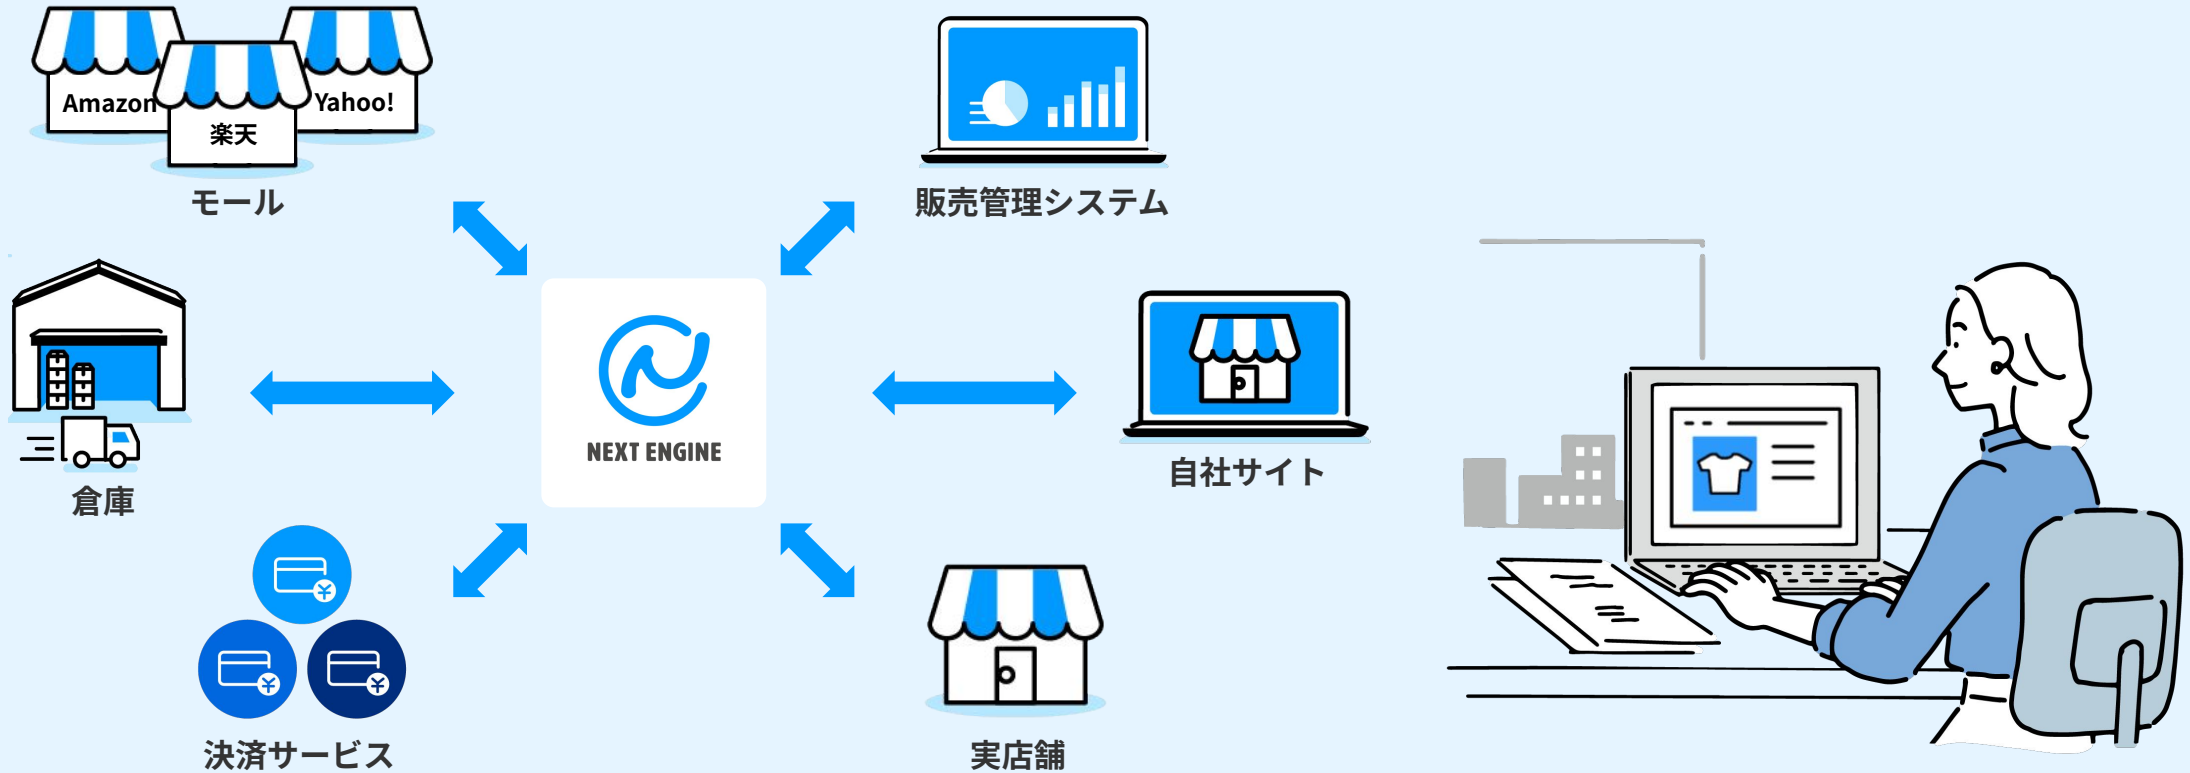 Amazon
Yahoo!
楽天
モール
販売管理システム
倉庫
NEXT ENGINE
自社サイト
決済サービス
実店舗